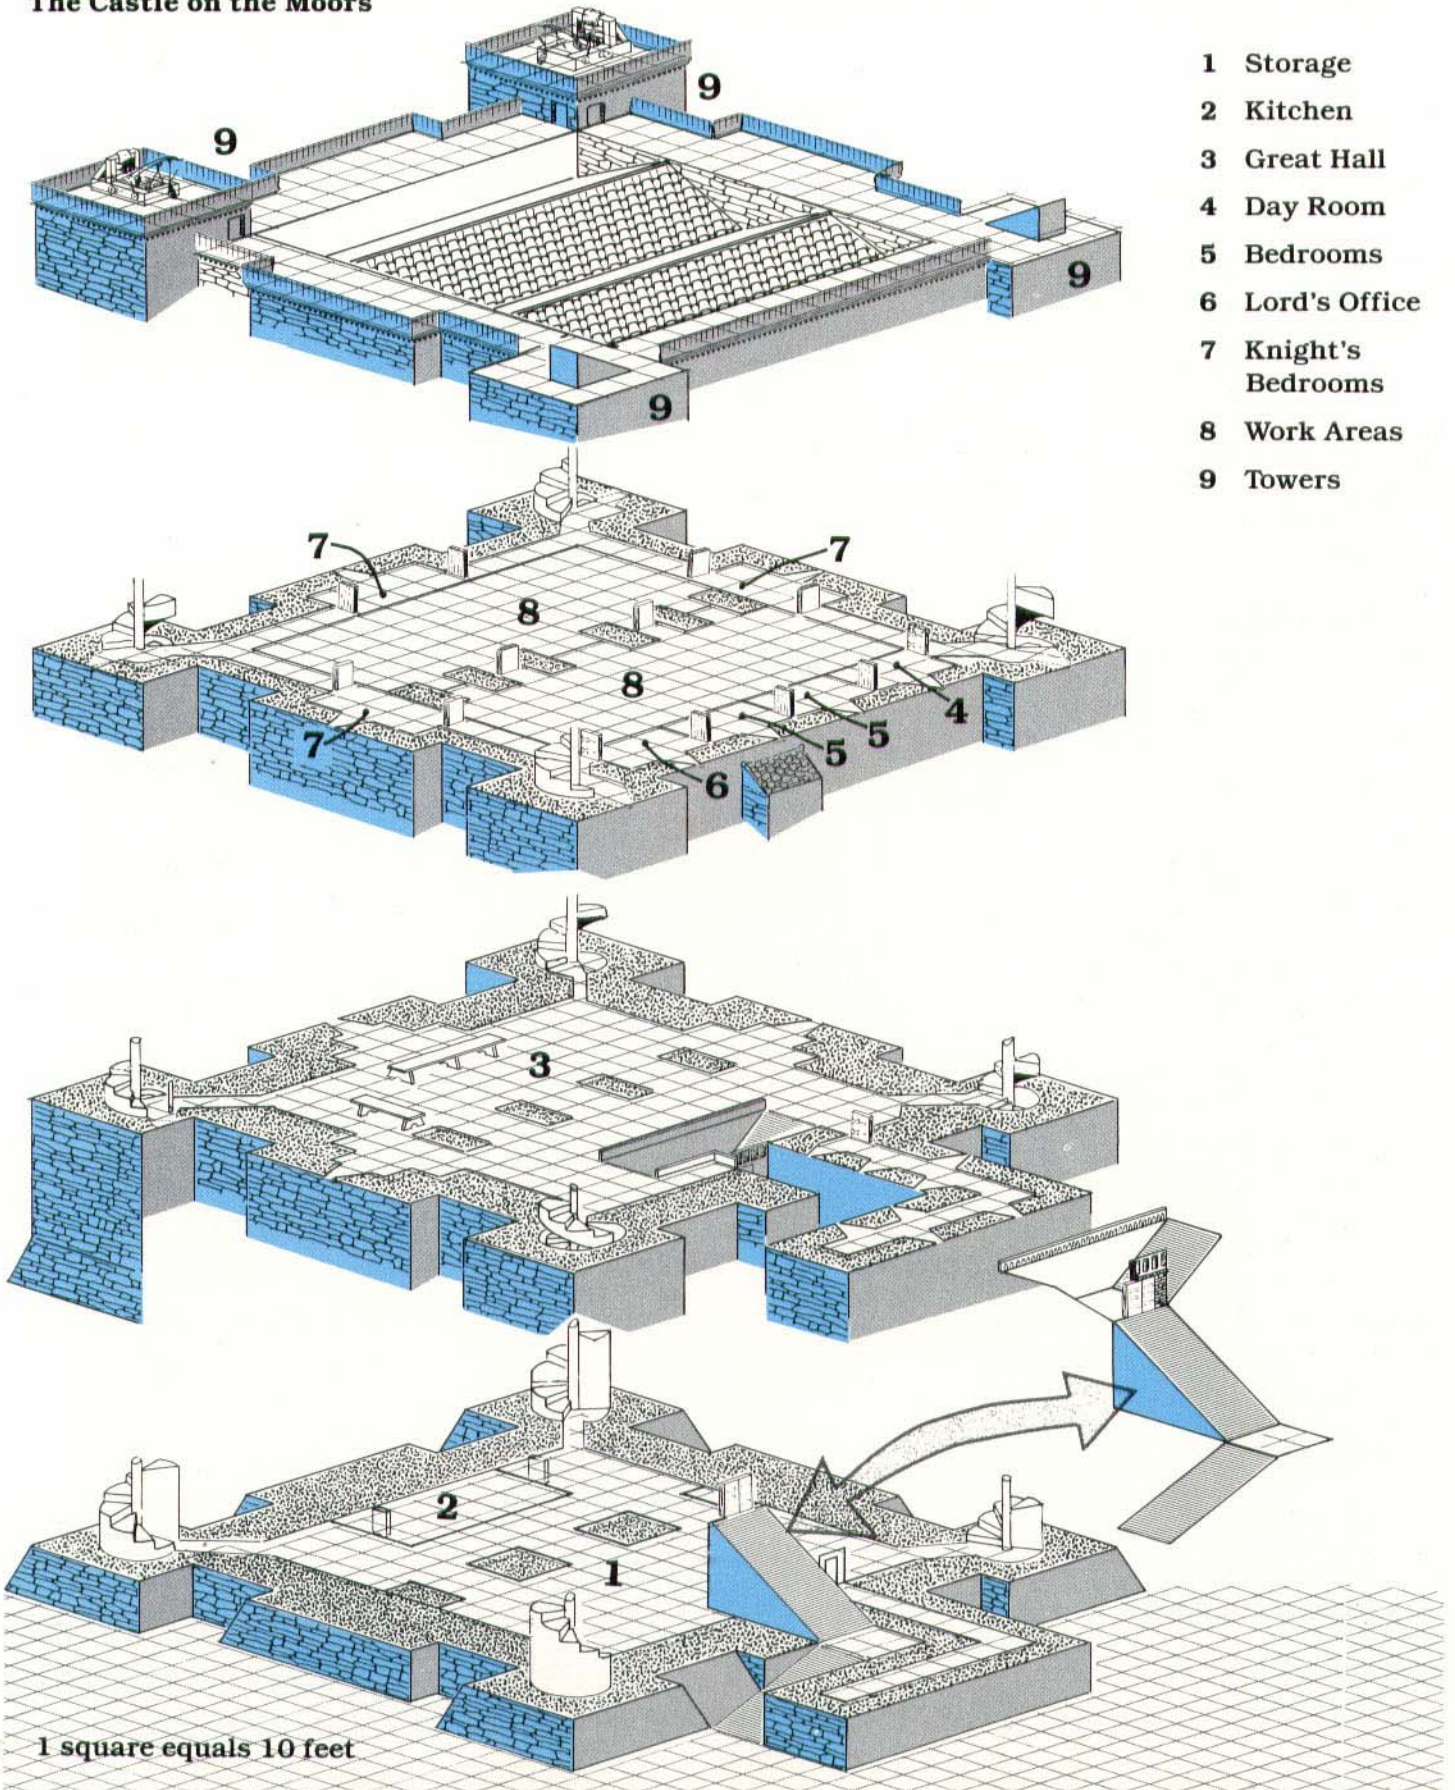 The Castle on the Moors
1 Storage
2 Kitchen
3 Great Hall
4 Day Room
5 Bedrooms
6 Lord's Office
7 Knight's
Bedrooms
8 Work Areas
9 Towers
9
9
9
9
7
7
8
8
7
4
5
5
6
3
2
1
1 square equals 10 feet